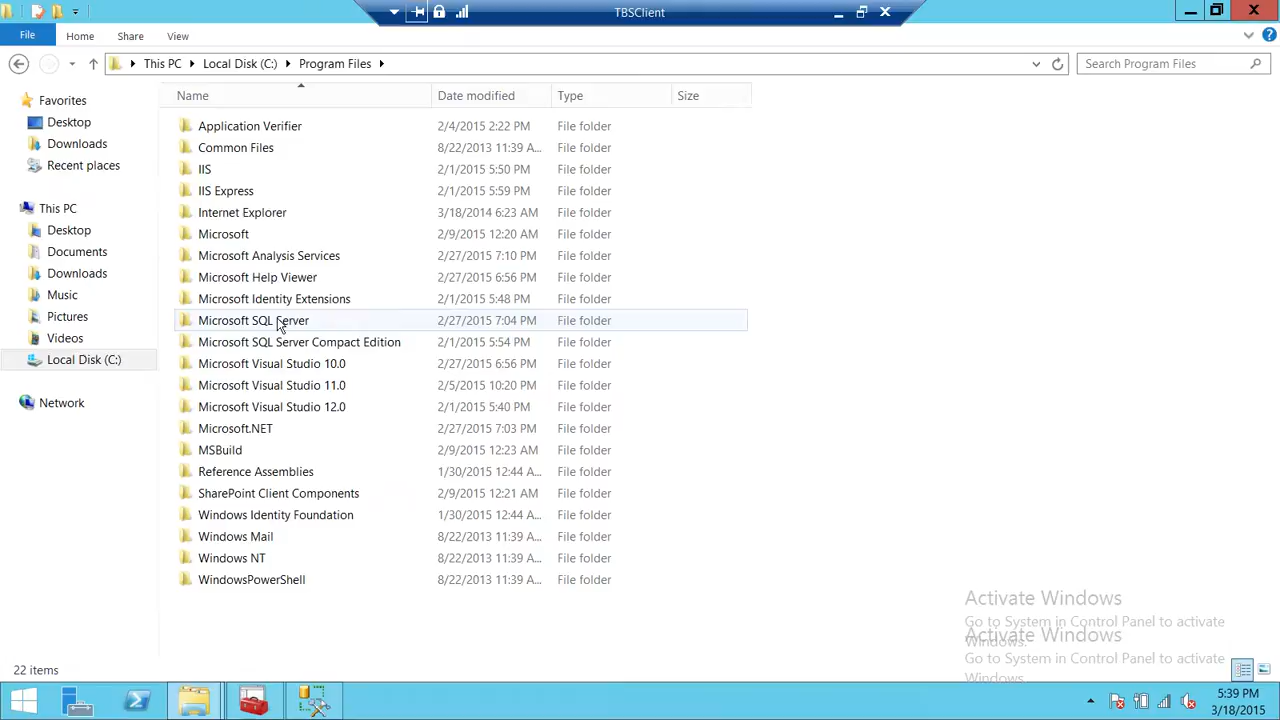 TBSClient
File Home Share View
This PC Local Disk (C:) Program Files Search Program Files
Name Date modified Type Size
Favorites
Desktop
Downloads
Recent places
This PC
Desktop
Documents
Downloads
Music
Pictures
Videos
Local Disk (C:)
Network
Application Verifier 2/4/2015 2:22 PM File folder
Common Files 8/22/2013 11:39 A... File folder
IIS 2/1/2015 5:50 PM File folder
IIS Express 2/1/2015 5:59 PM File folder
Internet Explorer 3/18/2014 6:23 AM File folder
Microsoft 2/9/2015 12:20 AM File folder
Microsoft Analysis Services 2/27/2015 7:10 PM File folder
Microsoft Help Viewer 2/27/2015 6:56 PM File folder
Microsoft Identity Extensions 2/1/2015 5:48 PM File folder
Microsoft SQL Server 2/27/2015 7:04 PM File folder
Microsoft SQL Server Compact Edition 2/1/2015 5:54 PM File folder
Microsoft Visual Studio 10.0 2/27/2015 6:56 PM File folder
Microsoft Visual Studio 11.0 2/5/2015 10:20 PM File folder
Microsoft Visual Studio 12.0 2/1/2015 5:40 PM File folder
Microsoft.NET 2/27/2015 7:03 PM File folder
MSBuild 2/9/2015 12:23 AM File folder
Reference Assemblies 1/30/2015 12:44 A... File folder
SharePoint Client Components 2/9/2015 12:21 AM File folder
Windows Identity Foundation 1/30/2015 12:44 A... File folder
Windows Mail 8/22/2013 11:39 A... File folder
Windows NT 8/22/2013 11:39 A... File folder
WindowsPowerShell 8/22/2013 11:39 A... File folder
Activate Windows
Go to System in Control Panel to activate
Windows.
Activate Windows
Go to System in Control Panel to activate
Windows.
22 items
5:39 PM
3/18/2015